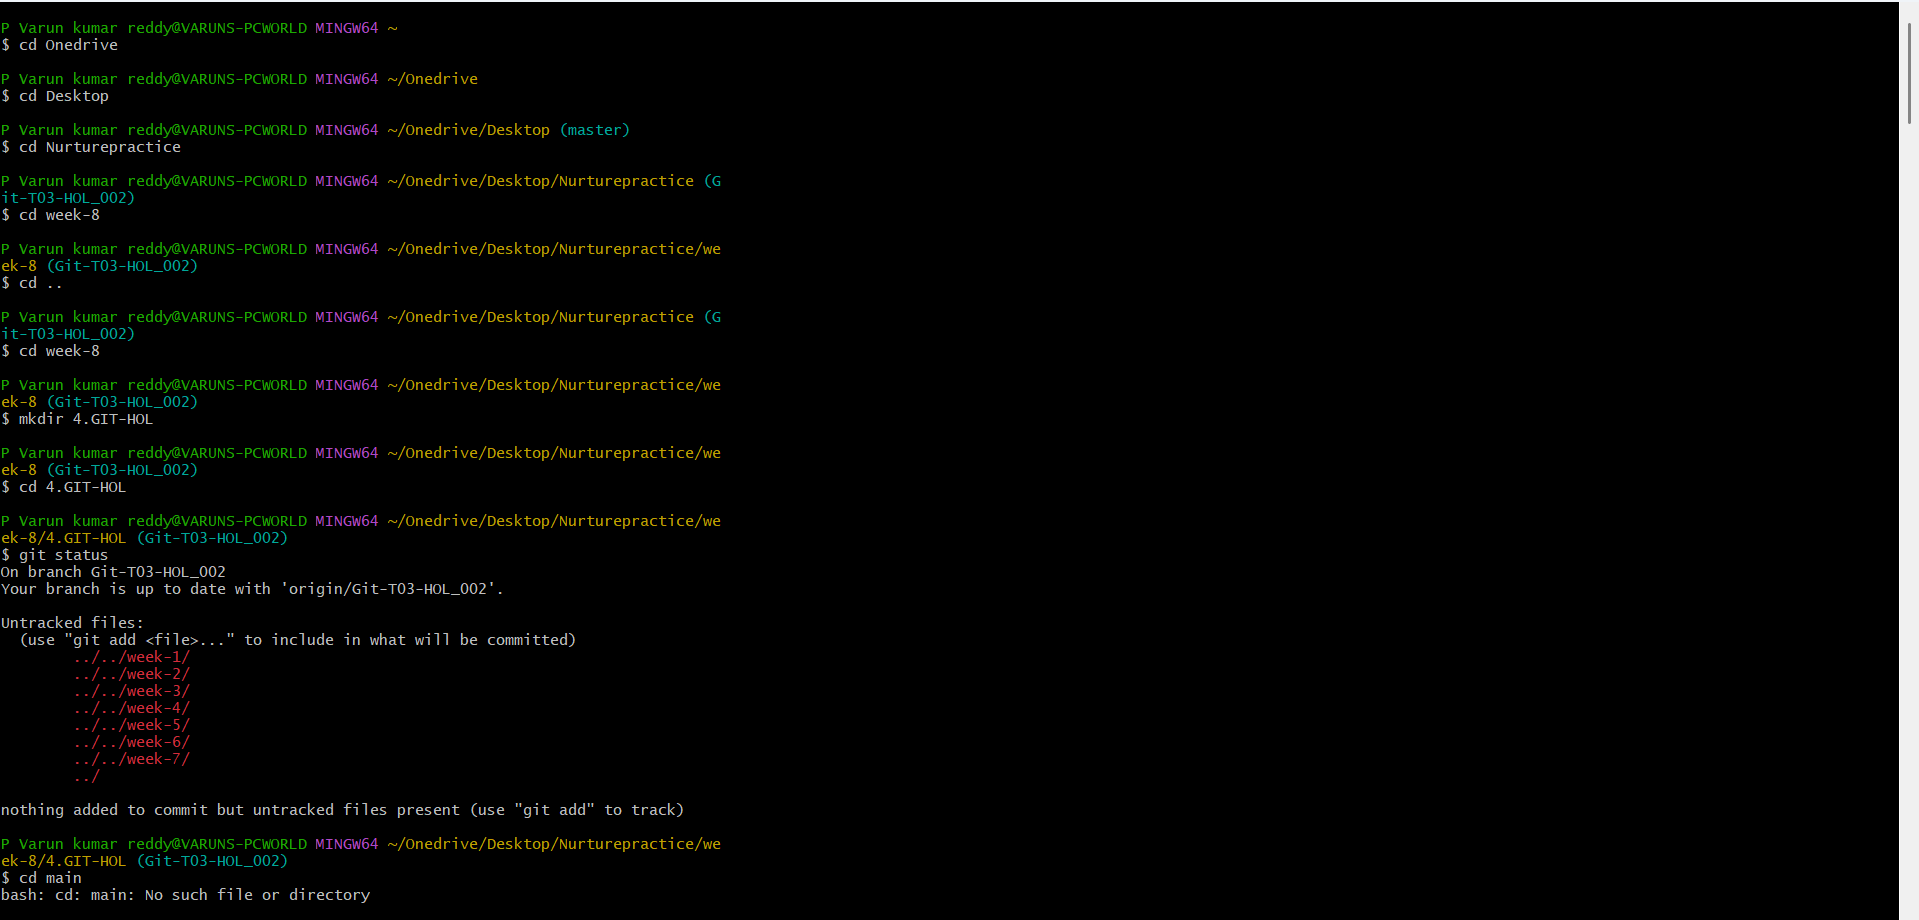 P Varun kumar reddy@VARUNS-PCWORLD MINGW64 ~
$ cd Onedrive
P Varun kumar reddy@VARUNS-PCWORLD MINGW64 ~/Onedrive
$ cd Desktop
P Varun kumar reddy@VARUNS-PCWORLD MINGW64 ~/Onedrive/Desktop (master)
$ cd Nurturepractice
P Varun kumar reddy@VARUNS-PCWORLD MINGW64 ~/Onedrive/Desktop/Nurturepractice (G
it-T03-HOL_002)
$ cd week-8
P Varun kumar reddy@VARUNS-PCWORLD MINGW64 ~/Onedrive/Desktop/Nurturepractice/we
ek-8 (Git-T03-HOL_002)
$ cd ..
P Varun kumar reddy@VARUNS-PCWORLD MINGW64 ~/Onedrive/Desktop/Nurturepractice (G
it-T03-HOL_002)
$ cd week-8
P Varun kumar reddy@VARUNS-PCWORLD MINGW64 ~/Onedrive/Desktop/Nurturepractice/we
ek-8 (Git-T03-HOL_002)
$ mkdir 4.GIT-HOL
P Varun kumar reddy@VARUNS-PCWORLD MINGW64 ~/Onedrive/Desktop/Nurturepractice/we
ek-8 (Git-T03-HOL_002)
$ cd 4.GIT-HOL
P Varun kumar reddy@VARUNS-PCWORLD MINGW64 ~/Onedrive/Desktop/Nurturepractice/we
ek-8/4.GIT-HOL (Git-T03-HOL_002)
$ git status
On branch Git-T03-HOL_002
Your branch is up to date with 'origin/Git-T03-HOL_002'.
Untracked files:
  (use "git add <file>..." to include in what will be committed)
        ../../week-1/
        ../../week-2/
        ../../week-3/
        ../../week-4/
        ../../week-5/
        ../../week-6/
        ../../week-7/
        ../
nothing added to commit but untracked files present (use "git add" to track)
P Varun kumar reddy@VARUNS-PCWORLD MINGW64 ~/Onedrive/Desktop/Nurturepractice/we
ek-8/4.GIT-HOL (Git-T03-HOL_002)
$ cd main
bash: cd: main: No such file or directory